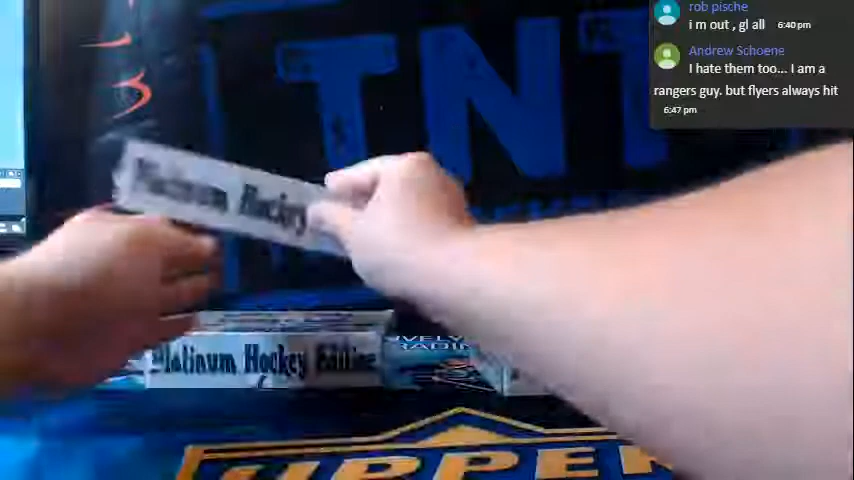 rob pische
i m out , gl all 6:40 pm
Andrew Schoene
I hate them too... I am a
rangers guy. but flyers always hit
6:47 pm
TNT
Platinum Hockey
Platinum Hockey Edition
UPPER